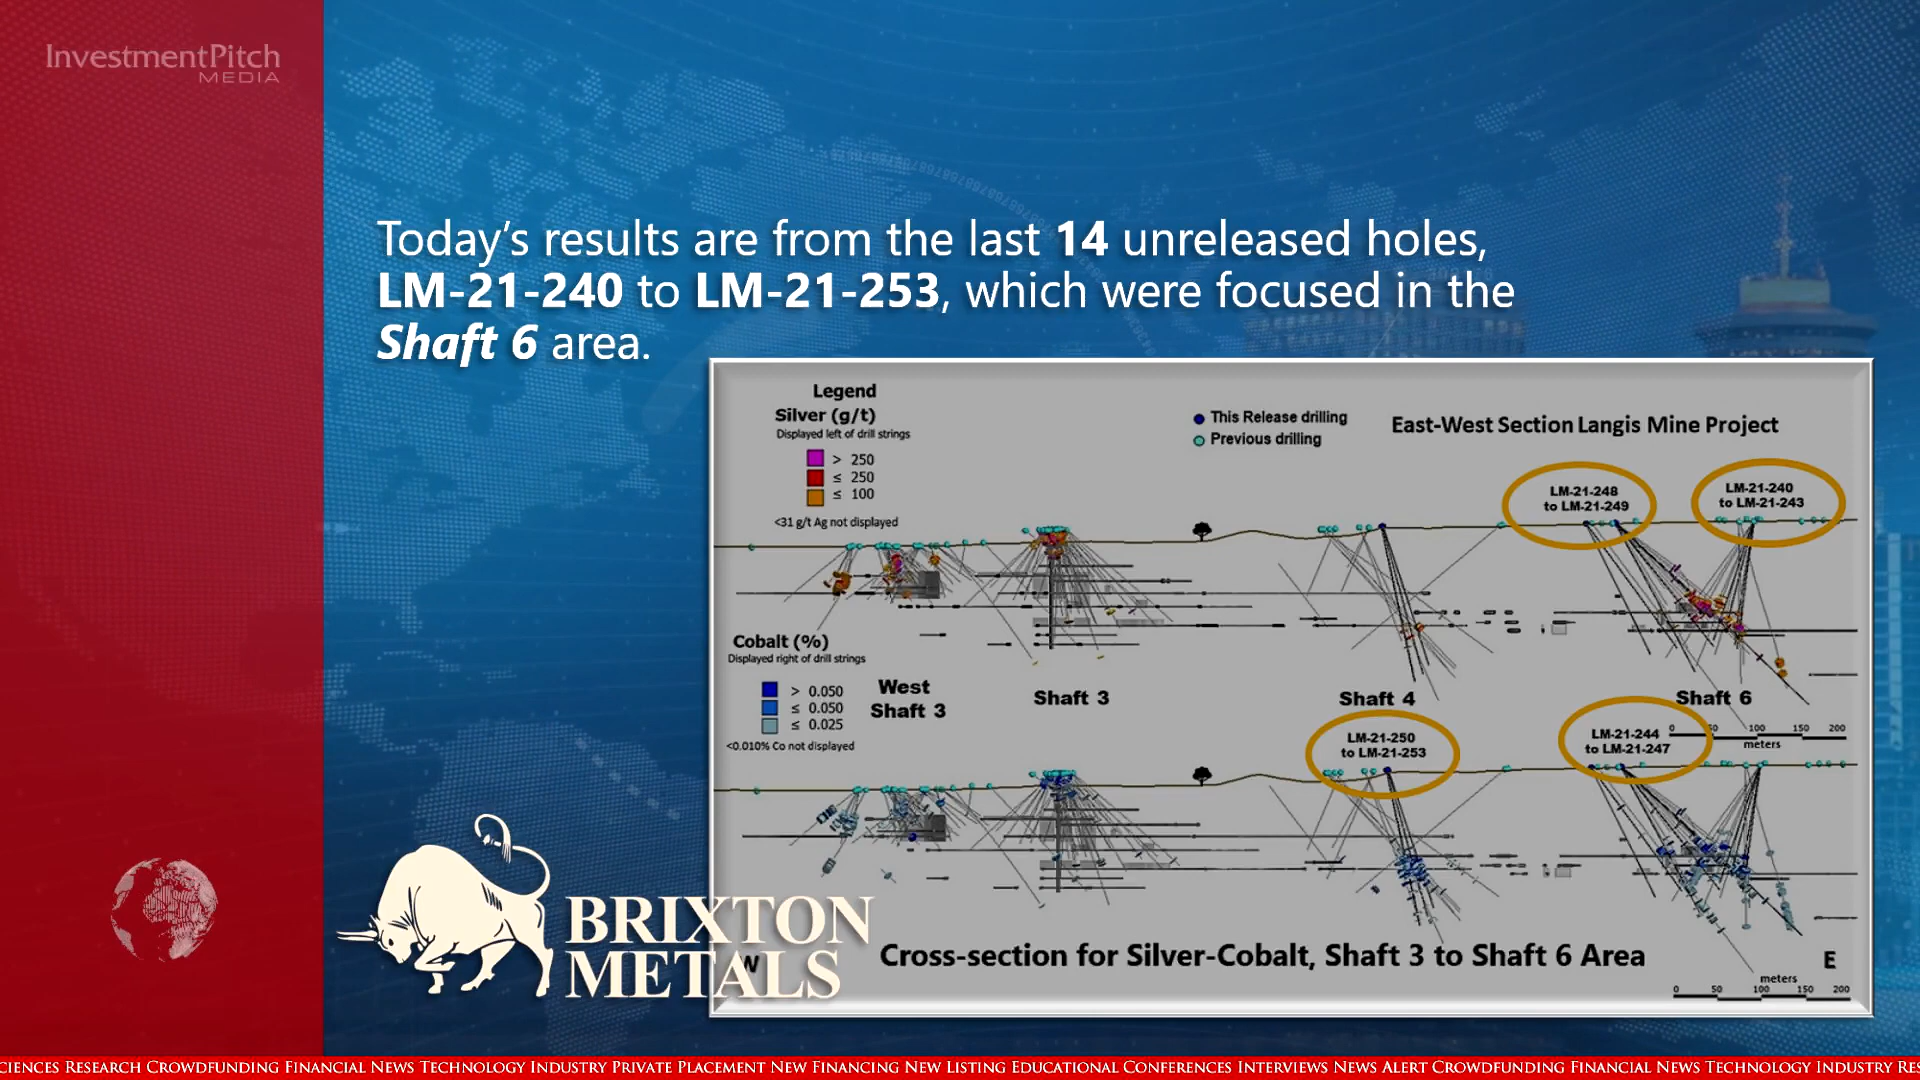 InvestmentPitch
MEDIA
Today's results are from the last 14 unreleased holes,
LM-21-240 to LM-21-253, which were focused in the
Shaft 6 area.
Legend
Silver (g/t)
Displayed left of drill strings
> 250
≤ 250
≤ 100
<31 g/t Ag not displayed
This Release drilling
Previous drilling
East-West Section Langis Mine Project
LM-21-248
to LM-21-249
LM-21-240
to LM-21-243
Cobalt (%)
Displayed right of drill strings
> 0.050
≤ 0.050
≤ 0.025
<0.010% Co not displayed
West
Shaft 3
Shaft 3
Shaft 4
Shaft 6
0 50 100 150 200
meters
LM-21-250
to LM-21-253
LM-21-244
to LM-21-247
BRIXTON
METALS
W
Cross-section for Silver-Cobalt, Shaft 3 to Shaft 6 Area
E
meters
0 50 100 150 200
CIENCES RESEARCH CROWDFUNDING FINANCIAL NEWS TECHNOLOGY INDUSTRY PRIVATE PLACEMENT NEW FINANCING NEW LISTING EDUCATIONAL CONFERENCES INTERVIEWS NEWS ALERT CROWDFUNDING FINANCIAL NEWS TECHNOLOGY INDUSTRY RES